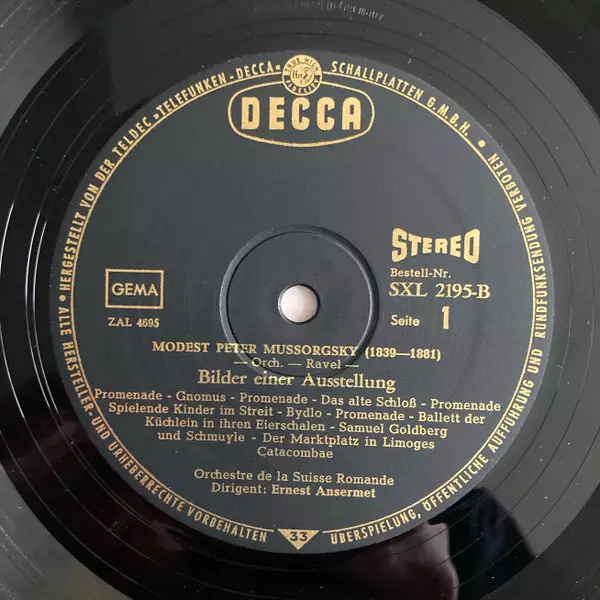 • HERGESTELLT VON DER TELDEC »TELEFUNKEN - DECCA« SCHALLPLATTEN G.M.B.H. •
DECCA
STEREO
Bestell-Nr.
SXL 2195-B
Seite 1
GEMA
ZAL 4695
MODEST PETER MUSSORGSKY (1839—1881)
— Orch. — Ravel —
Bilder einer Ausstellung
Promenade - Gnomus - Promenade - Das alte Schloß - Promenade
Spielende Kinder im Streit - Bydlo - Promenade - Ballett der
Küchlein in ihren Eierschalen - Samuel Goldberg
und Schmuyle - Der Marktplatz in Limoges
Catacombae
Orchestre de la Suisse Romande
Dirigent: Ernest Ansermet
• ALLE HERSTELLER- UND URHEBERRECHTE VORBEHALTEN
33
ÜBERSPIELUNG, ÖFFENTLICHE AUFFÜHRUNG UND RUNDFUNKSENDUNG VERBOTEN